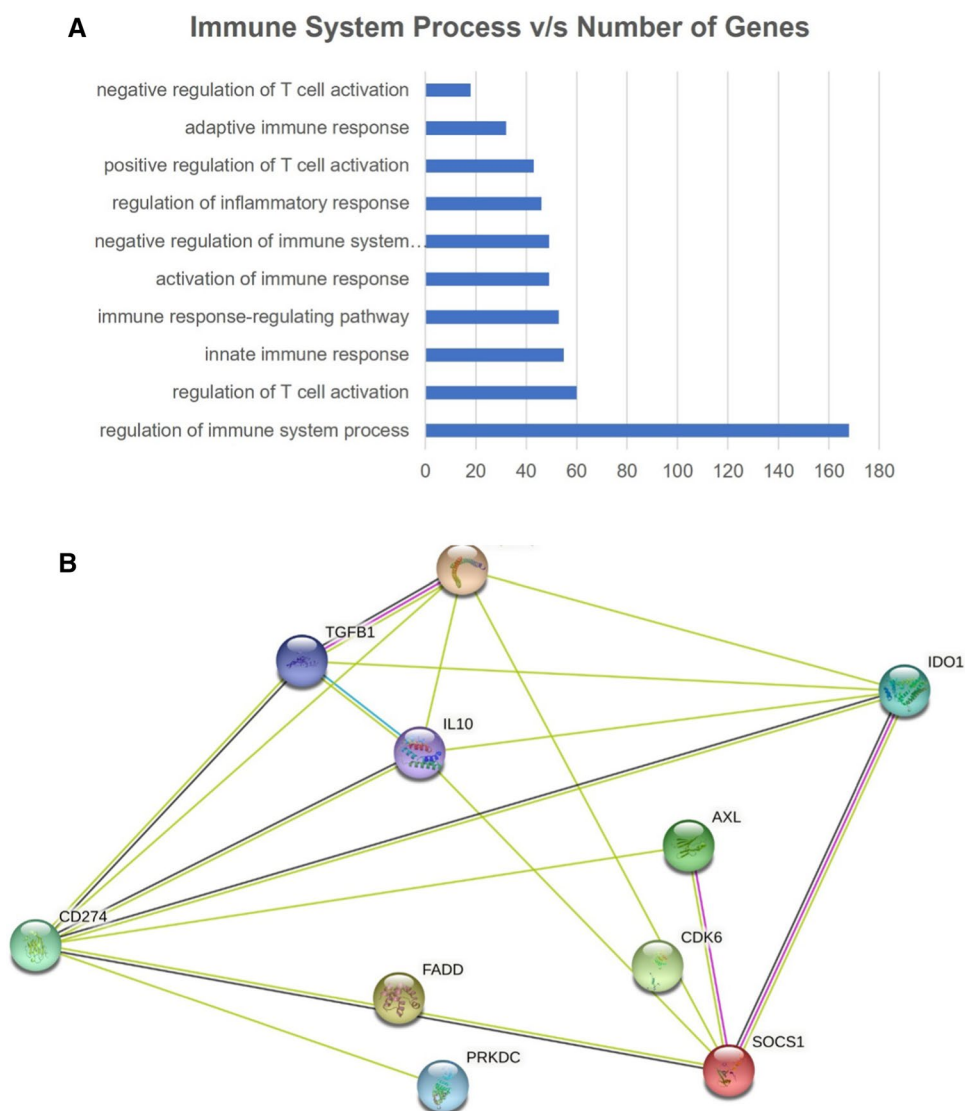 A
Immune System Process v/s Number of Genes
negative regulation of T cell activation
adaptive immune response
positive regulation of T cell activation
regulation of inflammatory response
negative regulation of immune system…
activation of immune response
immune response-regulating pathway
innate immune response
regulation of T cell activation
regulation of immune system process
0 20 40 60 80 100 120 140 160 180
B
TGFB1
IDO1
IL10
AXL
CD274
CDK6
FADD
SOCS1
PRKDC